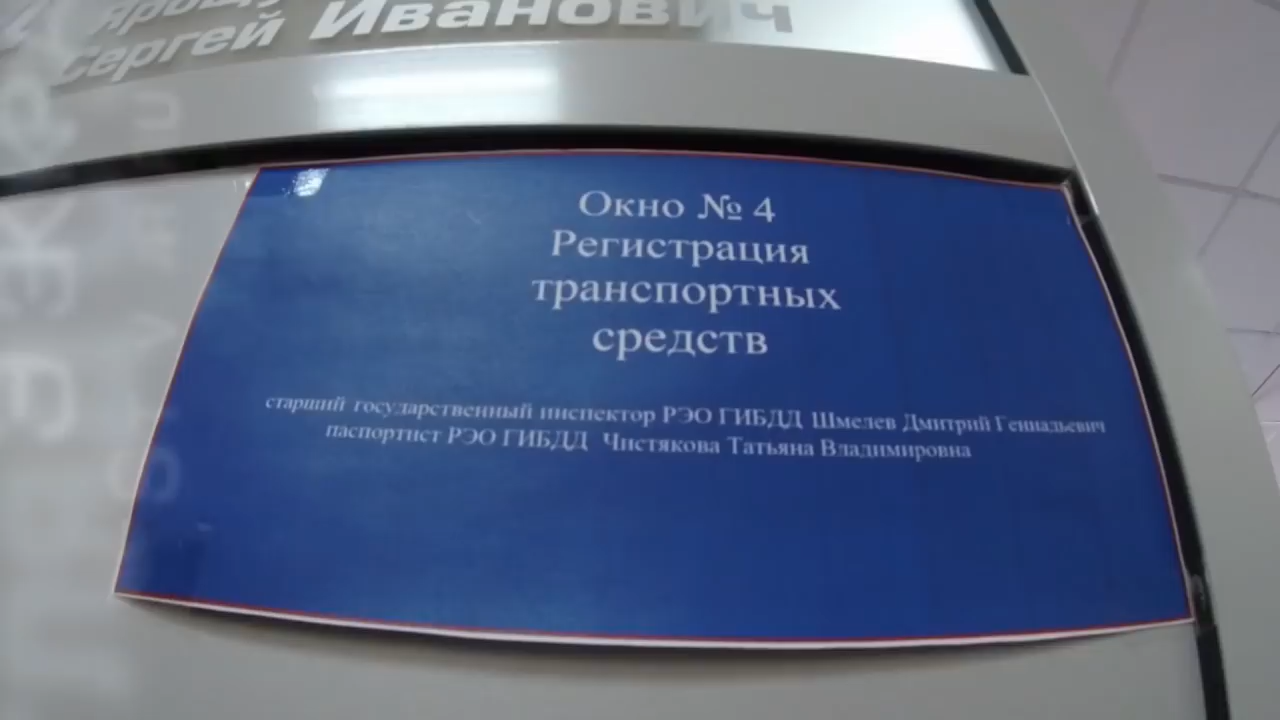 Сергей Иванович
Окно № 4
Регистрация
транспортных
средств
старший государственный инспектор РЭО ГИБДД Шмелев Дмитрий Геннадьевич
паспортист РЭО ГИБДД Чистякова Татьяна Владимировна